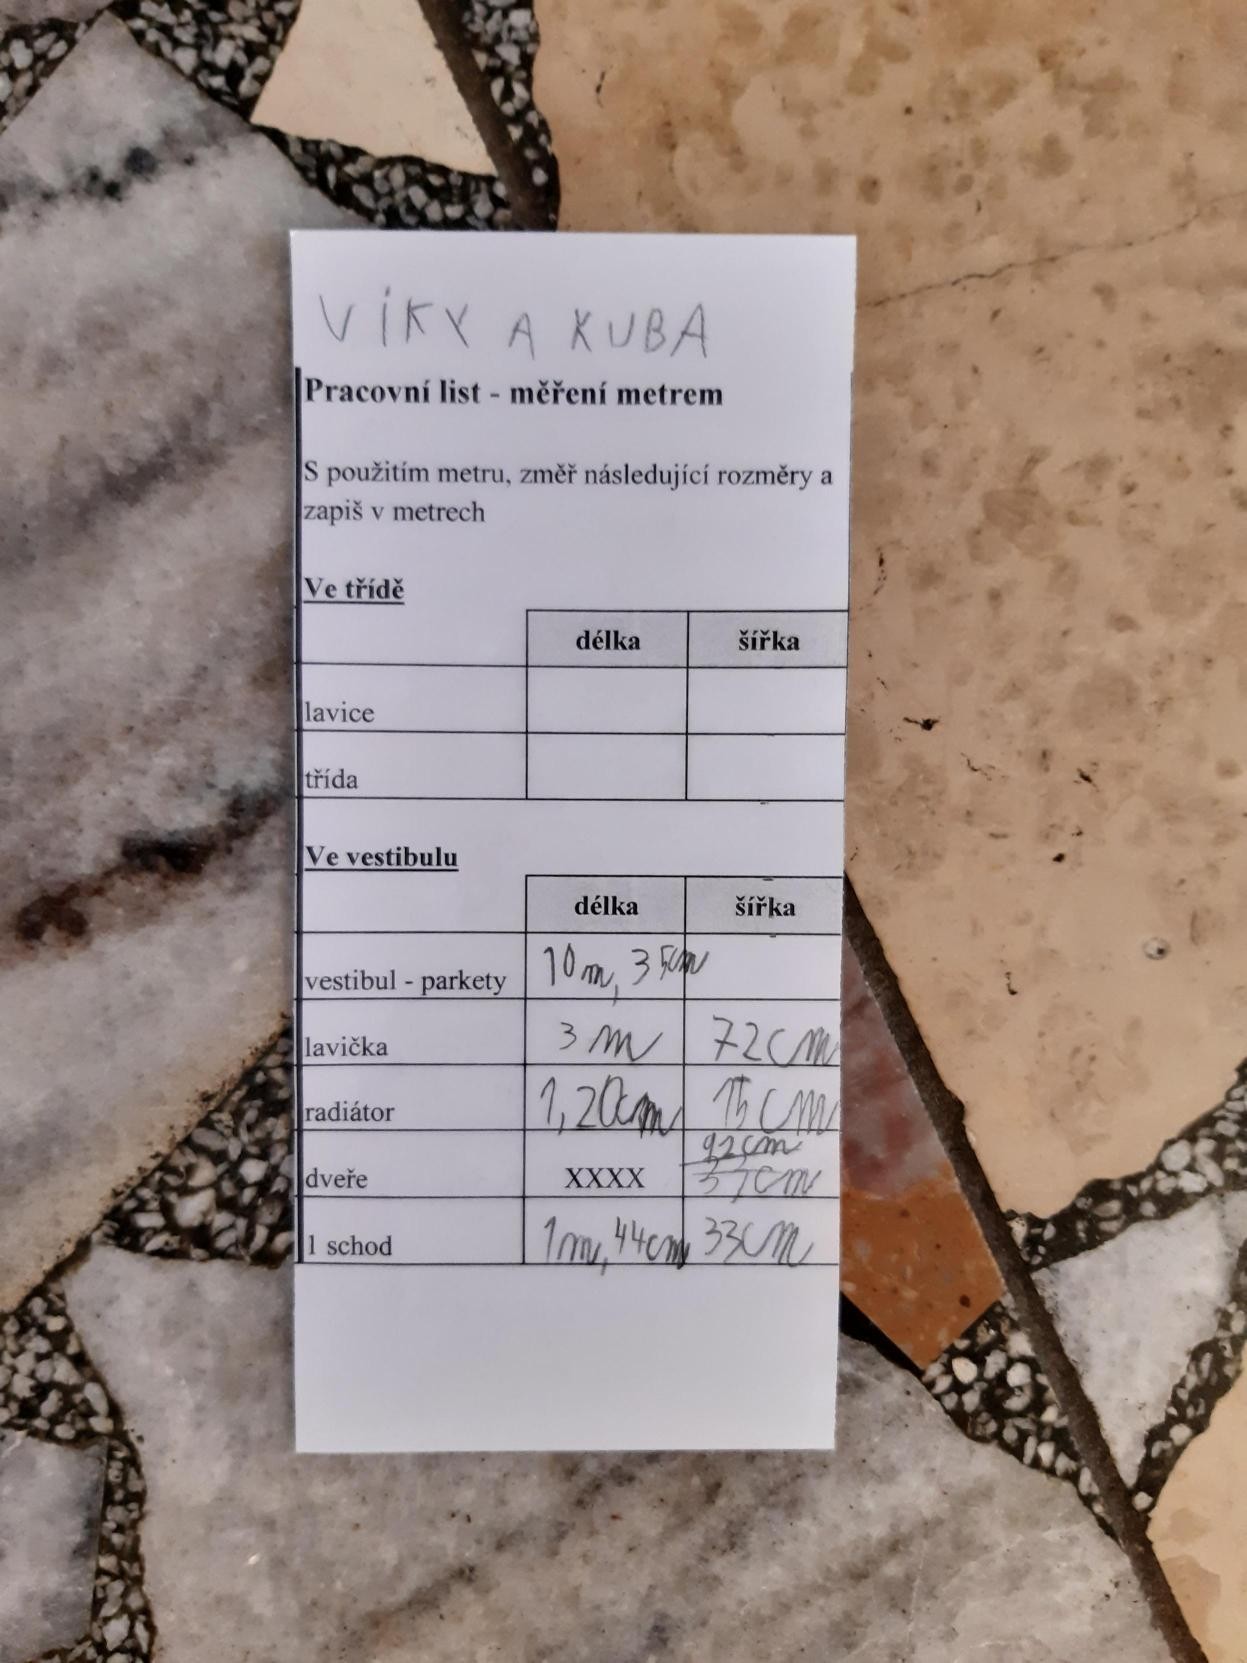 VÍKY A KUBA
Pracovní list - měření metrem
S použitím metru, změř následující rozměry a
zapiš v metrech
Ve třídě
délka šířka
lavice
třída
Ve vestibulu
délka šířka
vestibul - parkety 10m, 35cm
lavička 3m 72cm
radiátor 1,20cm 15cm
92cm
dveře XXXX
1 schod 1m, 44cm 33cm